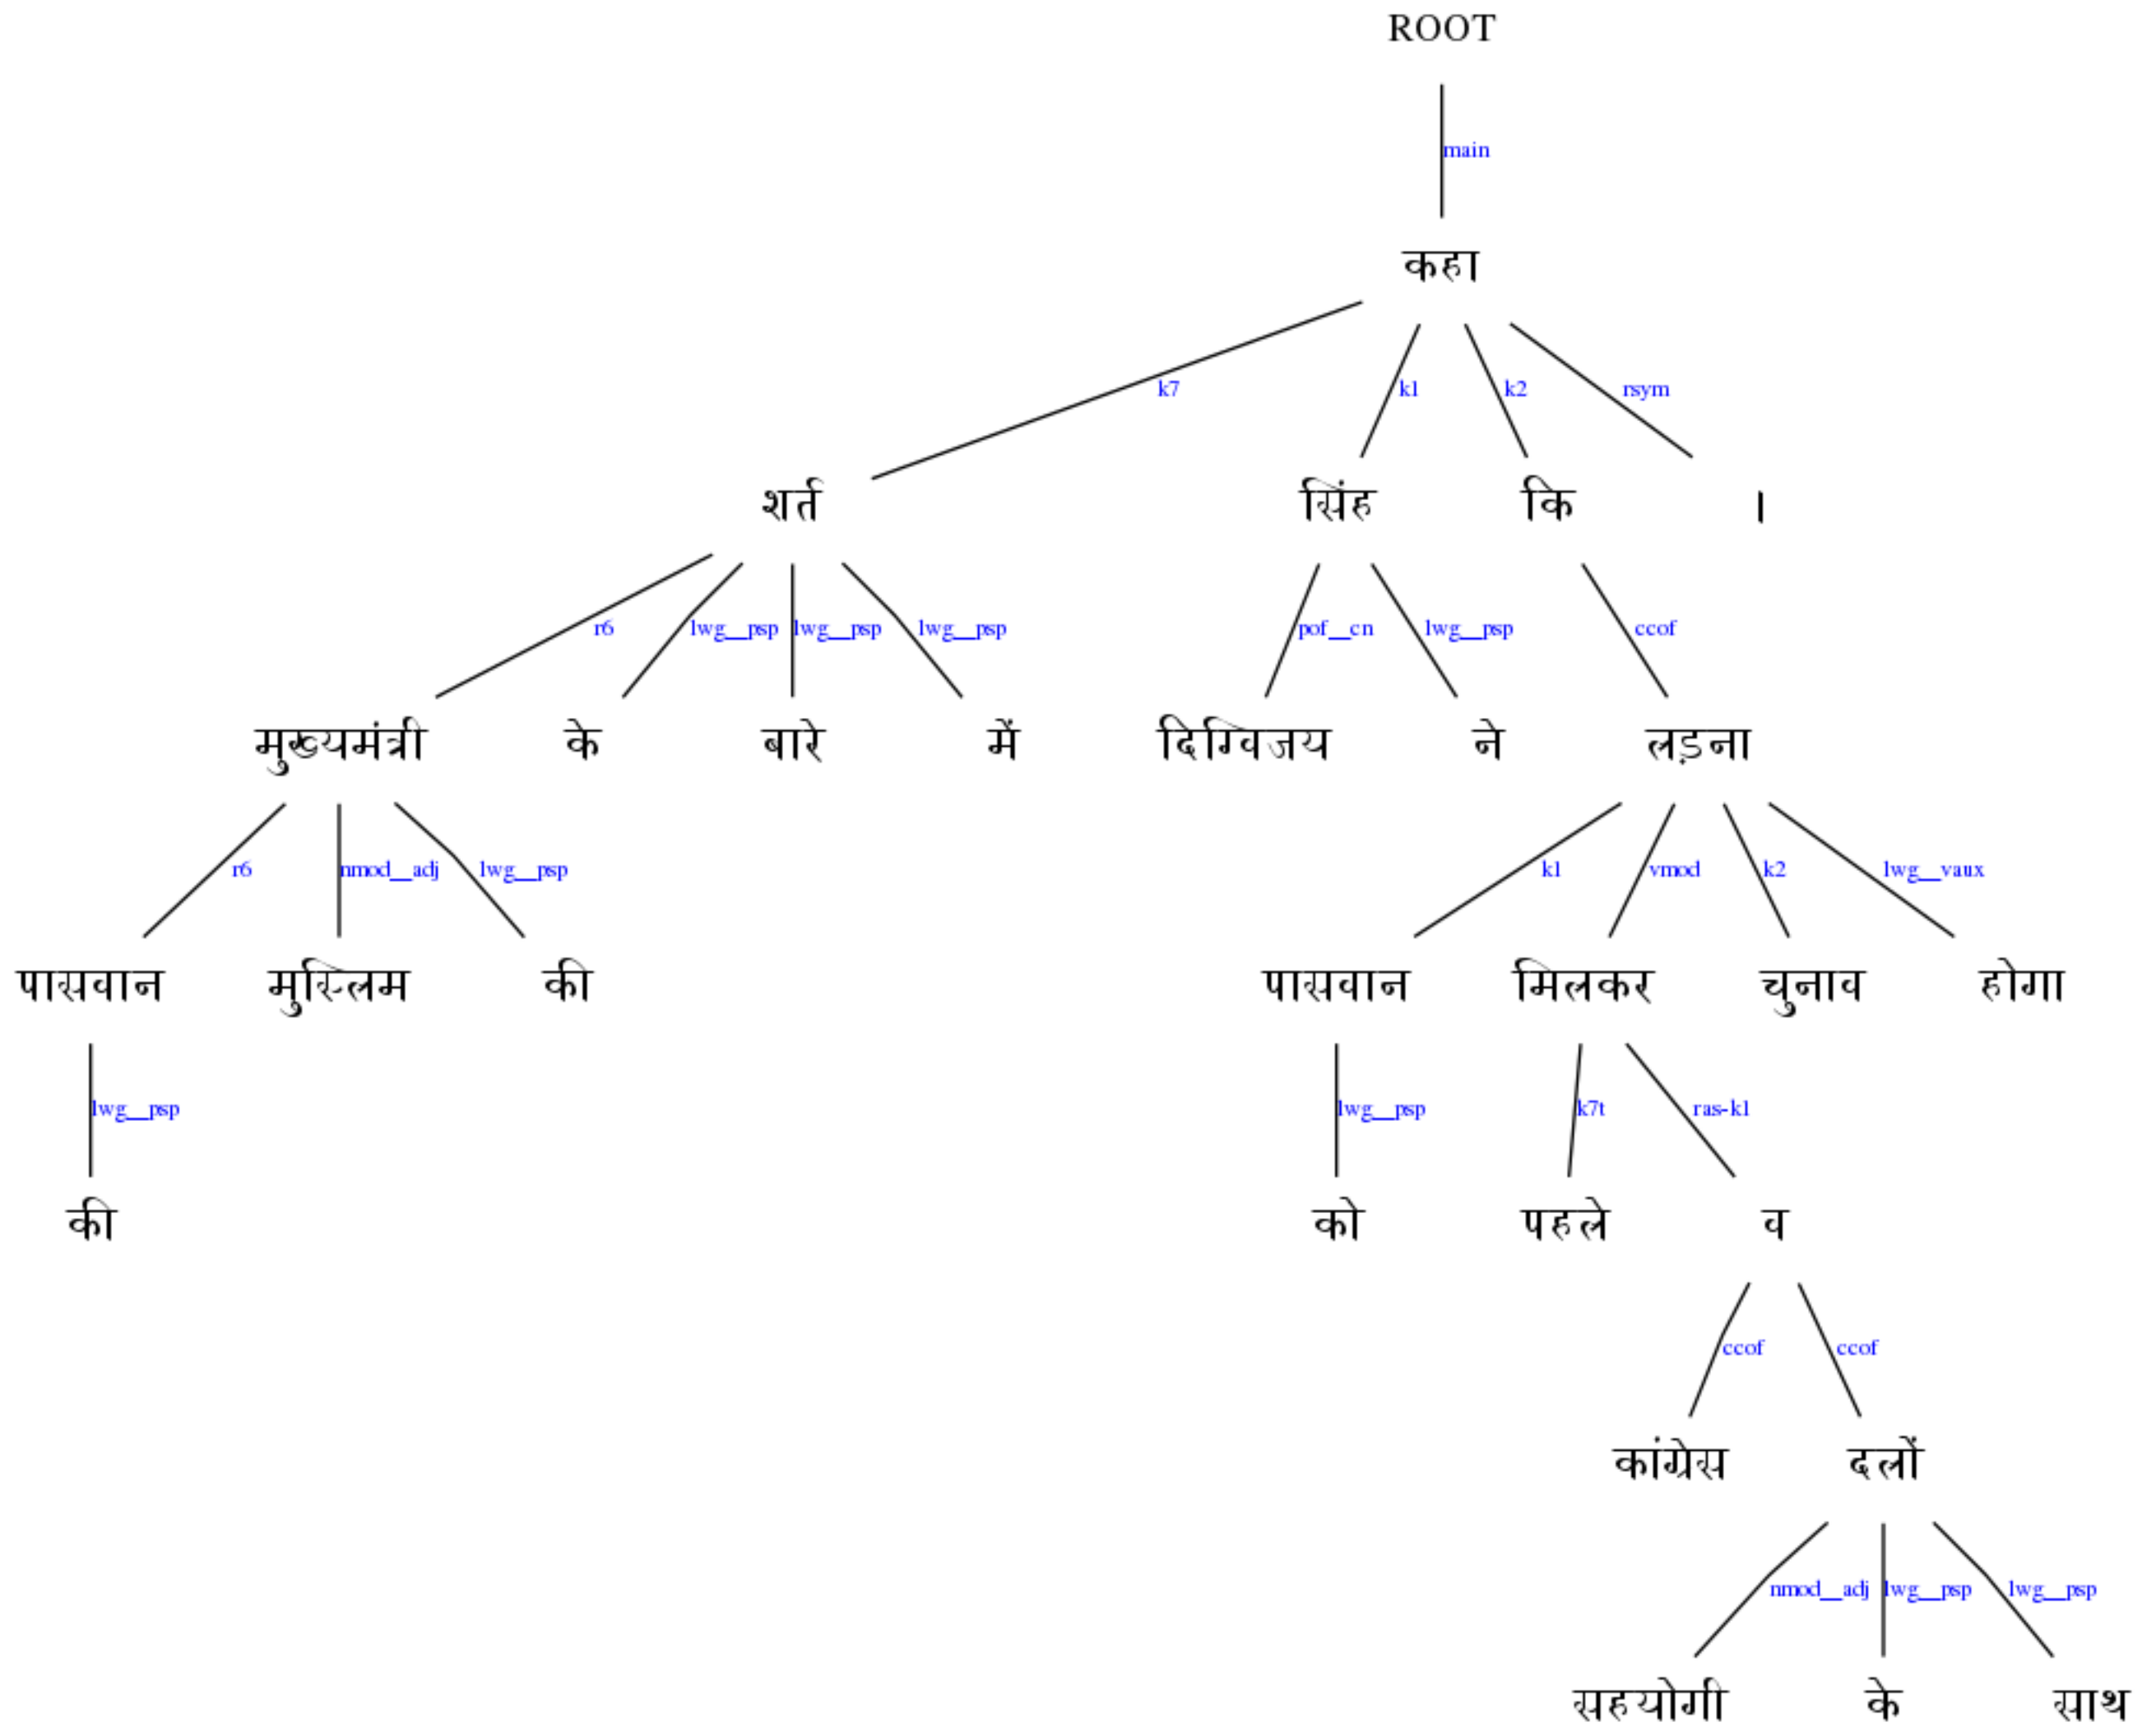 ROOT
main
कहा
k7 k1 k2 rsym
शर्त सिंह कि ।
r6 lwg__psp lwg__psp lwg__psp pof__cn lwg__psp ccof
मुख्यमंत्री के बारे में दिग्विजय ने लड़ना
r6 nmod__adj lwg__psp k1 vmod k2 lwg__vaux
पासवान मुस्लिम की पासवान मिलकर चुनाव होगा
lwg__psp lwg__psp k7t ras-k1
की को पहले व
ccof ccof
कांग्रेस दलों
nmod__adj lwg__psp lwg__psp
सहयोगी के साथ